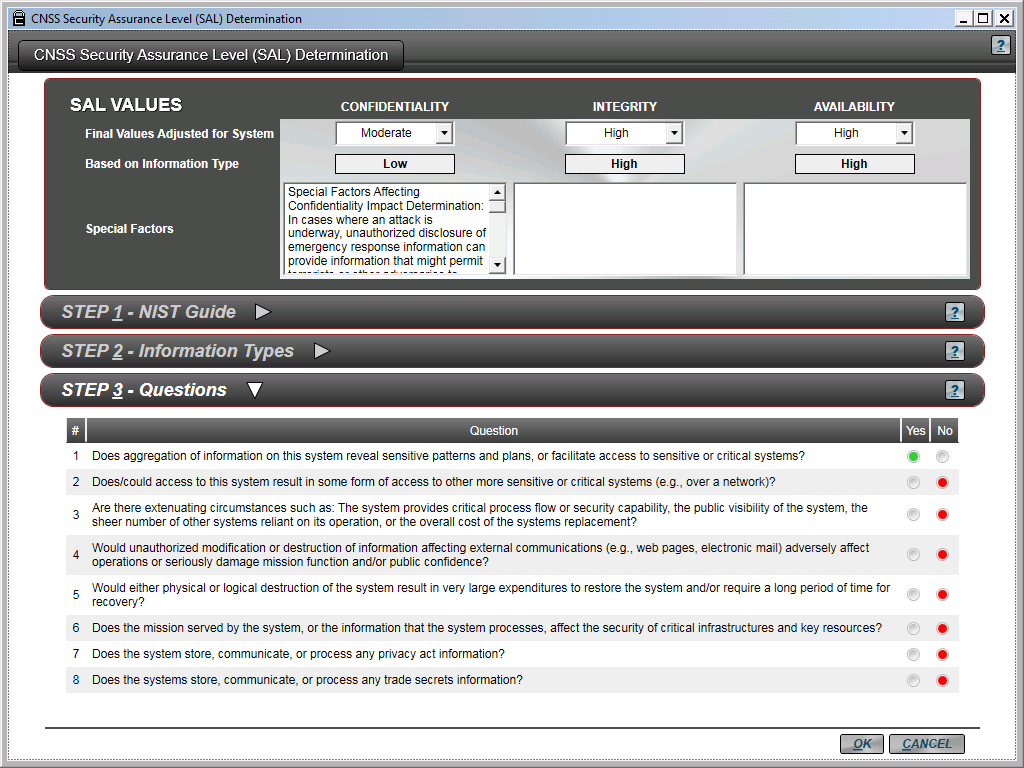 CNSS Security Assurance Level (SAL) Determination
CNSS Security Assurance Level (SAL) Determination
?
SAL VALUES
CONFIDENTIALITY
INTEGRITY
AVAILABILITY
Final Values Adjusted for System
Moderate
High
High
Based on Information Type
Low
High
High
Special Factors
Special Factors Affecting
Confidentiality Impact Determination:
In cases where an attack is
underway, unauthorized disclosure of
emergency response information can
provide information that might permit
terrorists or other adversaries to
STEP 1 - NIST Guide
?
STEP 2 - Information Types
?
STEP 3 - Questions
?
# Question Yes No
1 Does aggregation of information on this system reveal sensitive patterns and plans, or facilitate access to sensitive or critical systems?
2 Does/could access to this system result in some form of access to other more sensitive or critical systems (e.g., over a network)?
3 Are there extenuating circumstances such as: The system provides critical process flow or security capability, the public visibility of the system, the
sheer number of other systems reliant on its operation, or the overall cost of the systems replacement?
4 Would unauthorized modification or destruction of information affecting external communications (e.g., web pages, electronic mail) adversely affect
operations or seriously damage mission function and/or public confidence?
5 Would either physical or logical destruction of the system result in very large expenditures to restore the system and/or require a long period of time for
recovery?
6 Does the mission served by the system, or the information that the system processes, affect the security of critical infrastructures and key resources?
7 Does the system store, communicate, or process any privacy act information?
8 Does the systems store, communicate, or process any trade secrets information?
OK
CANCEL